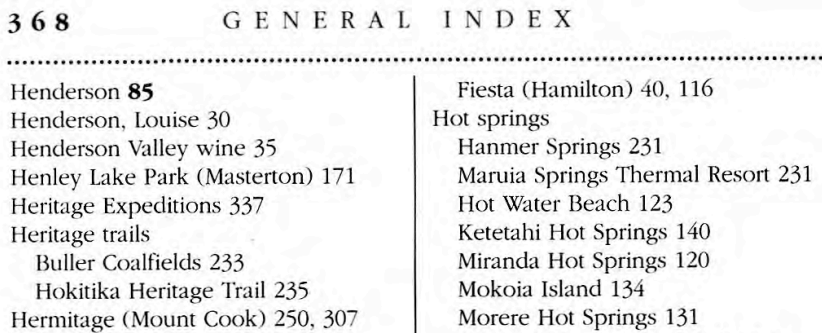 368 GENERAL INDEX
Henderson 85
Henderson, Louise 30
Henderson Valley wine 35
Henley Lake Park (Masterton) 171
Heritage Expeditions 337
Heritage trails
Buller Coalfields 233
Hokitika Heritage Trail 235
Hermitage (Mount Cook) 250, 307
Fiesta (Hamilton) 40, 116
Hot springs
Hanmer Springs 231
Maruia Springs Thermal Resort 231
Hot Water Beach 123
Ketetahi Hot Springs 140
Miranda Hot Springs 120
Mokoia Island 134
Morere Hot Springs 131